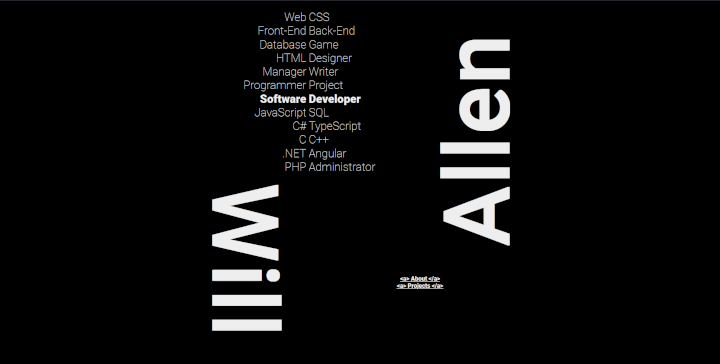 Web CSS
Front-End Back-End
Database Game
HTML Designer
Manager Writer
Programmer Project
Software Developer
JavaScript SQL
C# TypeScript
C C++
.NET Angular
PHP Administrator
Will
Allen
<a> About </a>
<a> Projects </a>